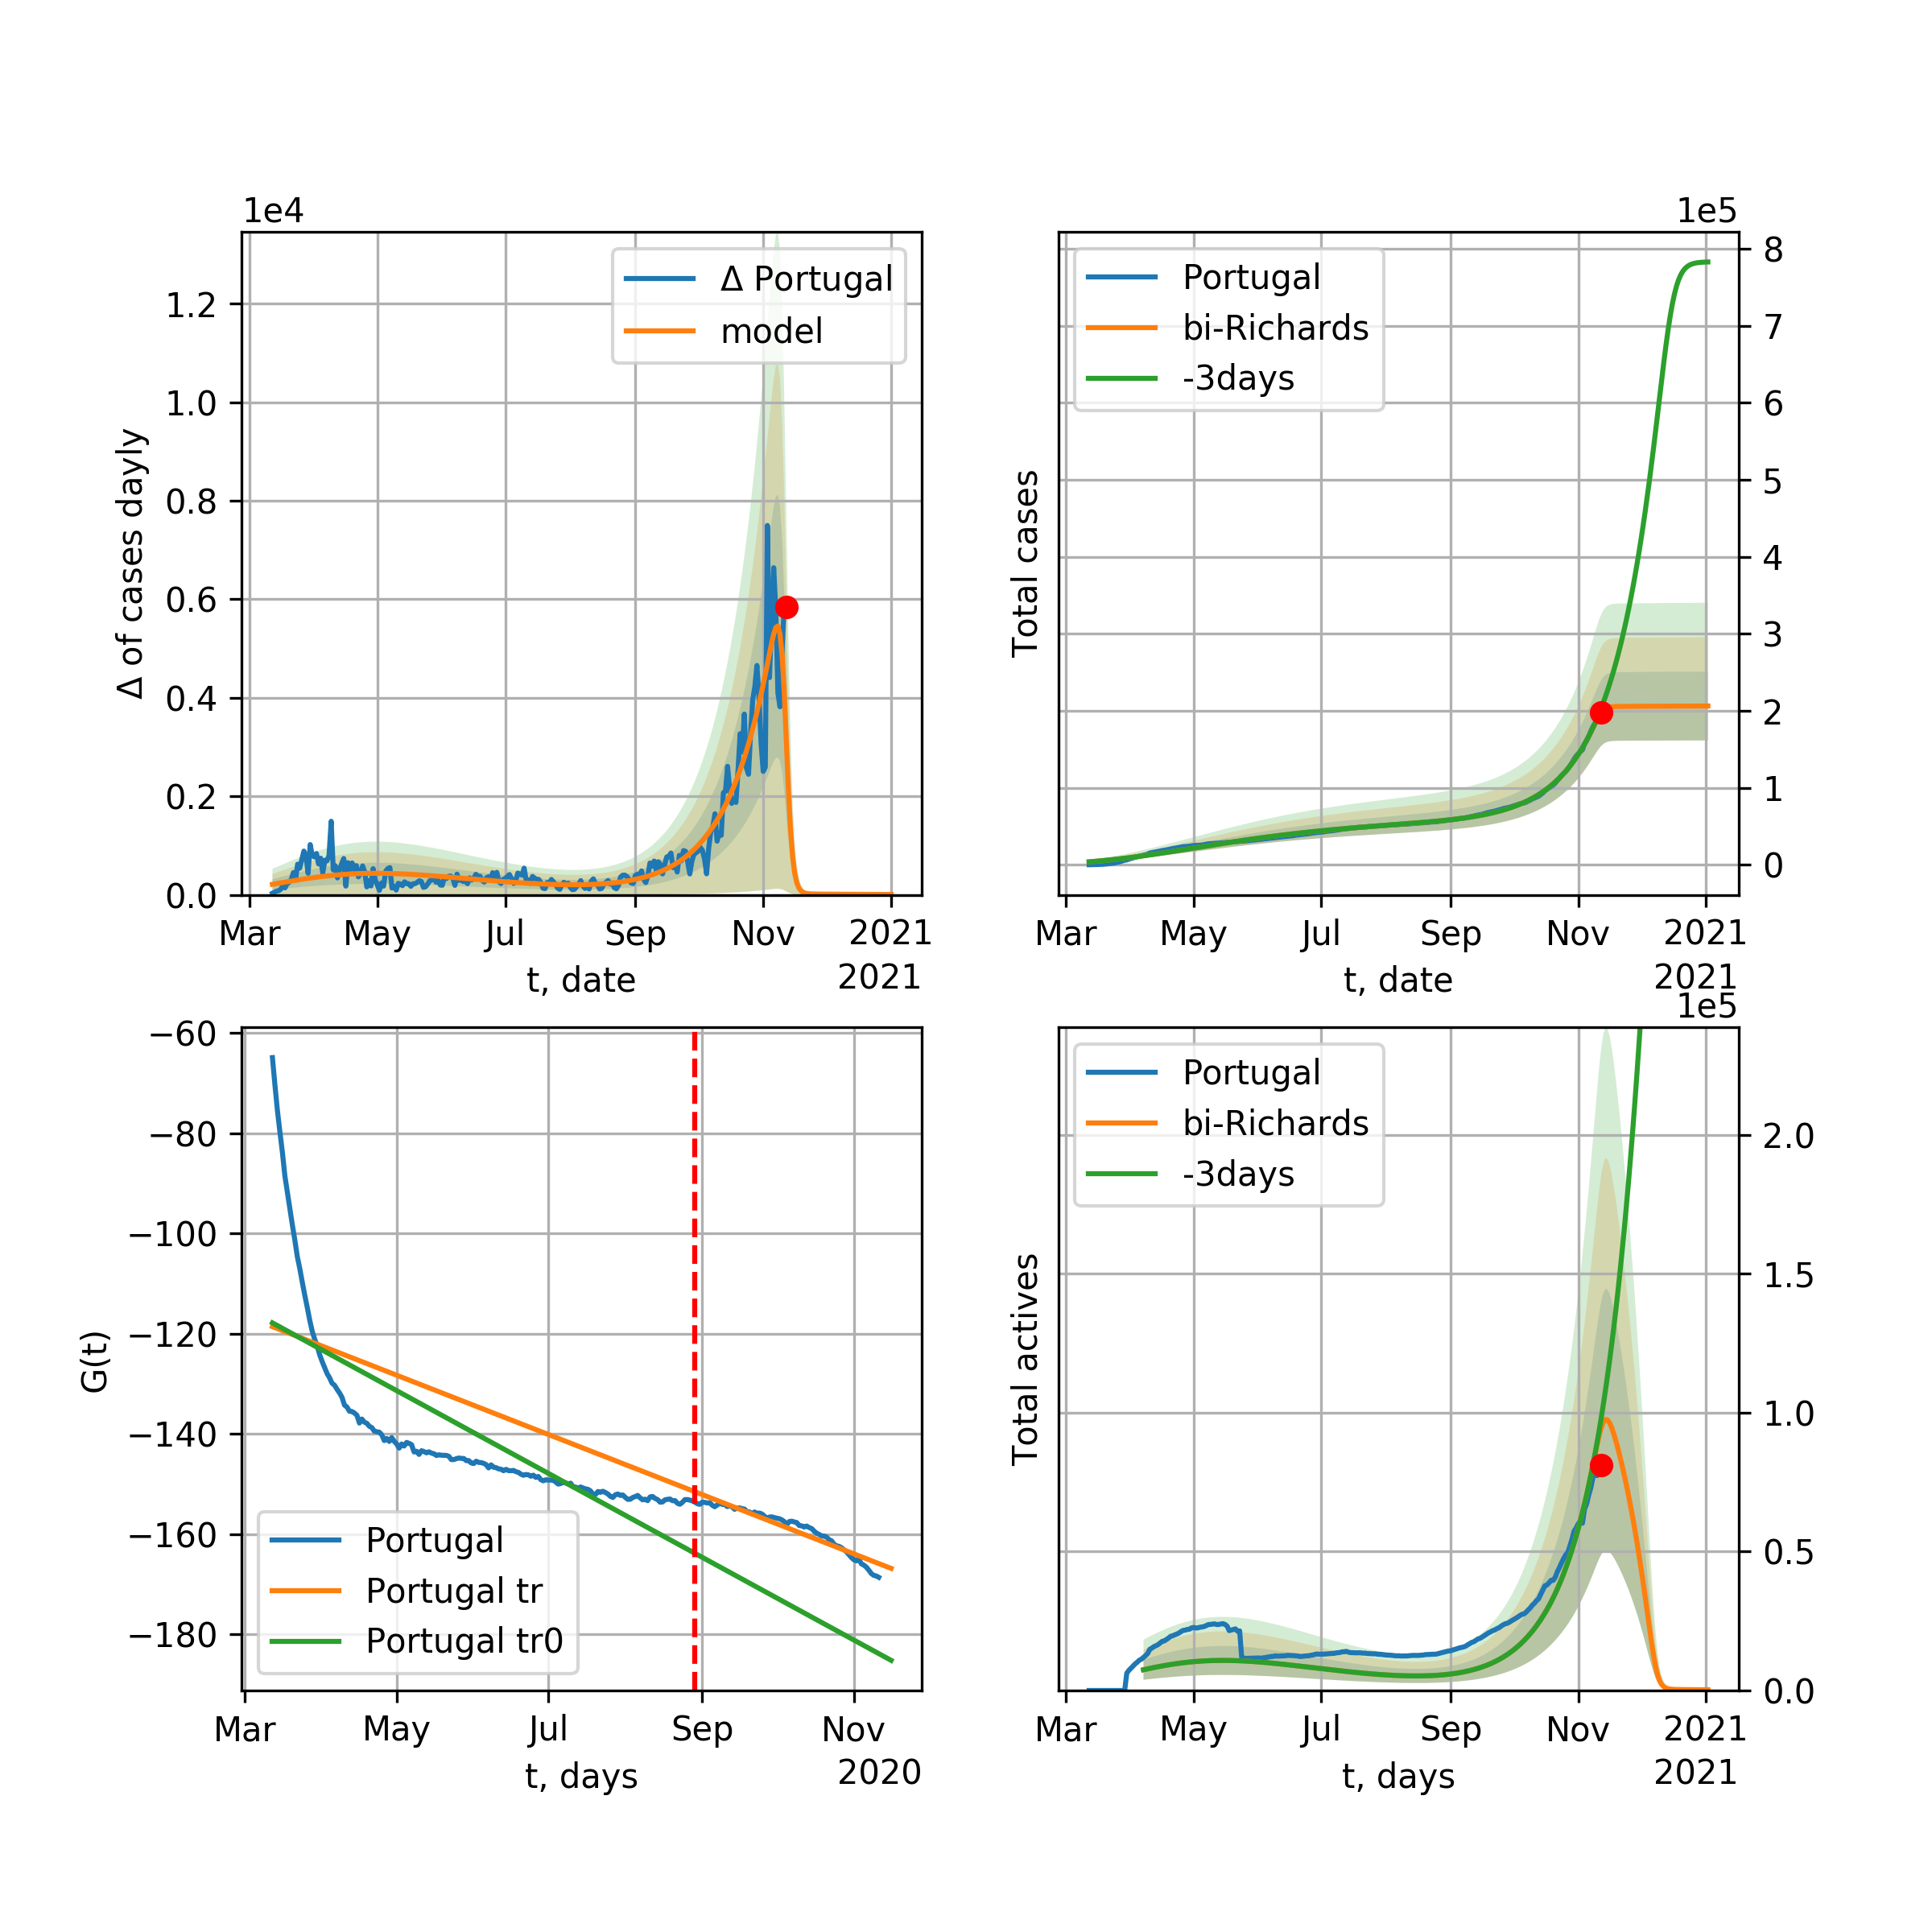 1e4
Δ of cases dayly
1.2
1.0
0.8
0.6
0.4
0.2
0.0
Δ Portugal
model
Mar May Jul Sep Nov 2021
t, date
2021
1e5
Total cases
Portugal
bi-Richards
-3days
8
7
6
5
4
3
2
1
0
Mar May Jul Sep Nov 2021
t, date
2021
G(t)
−60
−80
−100
−120
−140
−160
−180
Portugal
Portugal tr
Portugal tr0
Mar May Jul Sep Nov
t, days
2020
1e5
Total actives
Portugal
bi-Richards
-3days
2.0
1.5
1.0
0.5
0.0
Mar May Jul Sep Nov 2021
t, days
2021